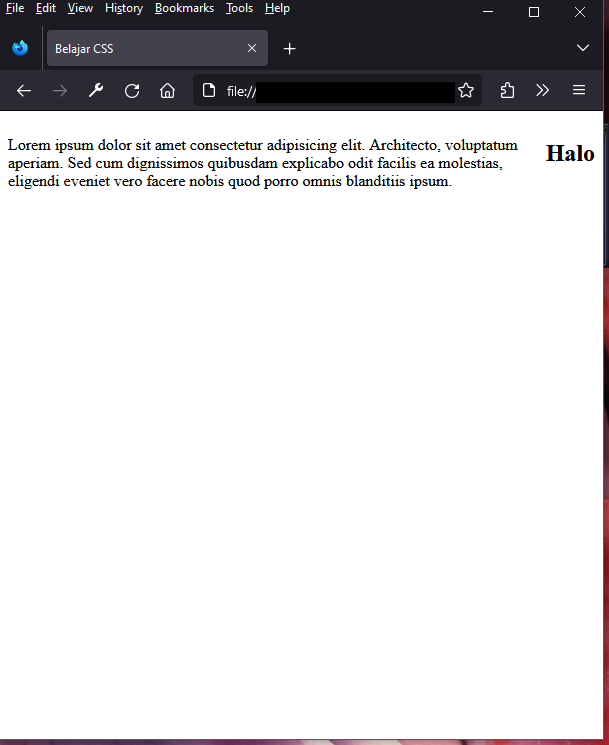 File Edit View History Bookmarks Tools Help
Belajar CSS
file://
Lorem ipsum dolor sit amet consectetur adipisicing elit. Architecto, voluptatum
aperiam. Sed cum dignissimos quibusdam explicabo odit facilis ea molestias,
eligendi eveniet vero facere nobis quod porro omnis blanditiis ipsum.
Halo